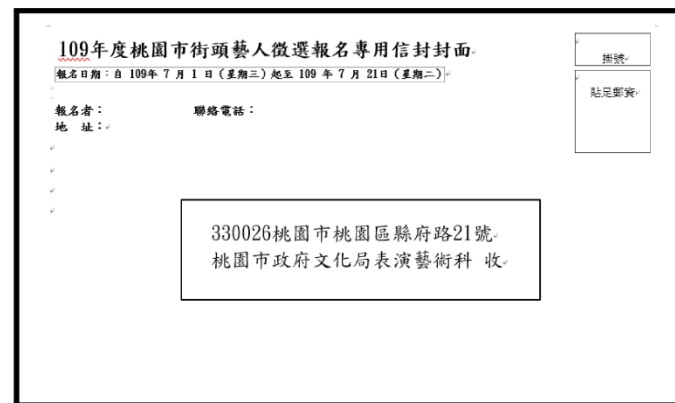 109年度桃園市街頭藝人徵選報名專用信封封面
掛號
報名日期：自 109年 7 月 1 日（星期三）起至 109 年 7 月 21日（星期二）
貼足郵資
報名者：　　　　聯絡電話：
地　址：
330026桃園市桃園區縣府路21號
桃園市政府文化局表演藝術科 收